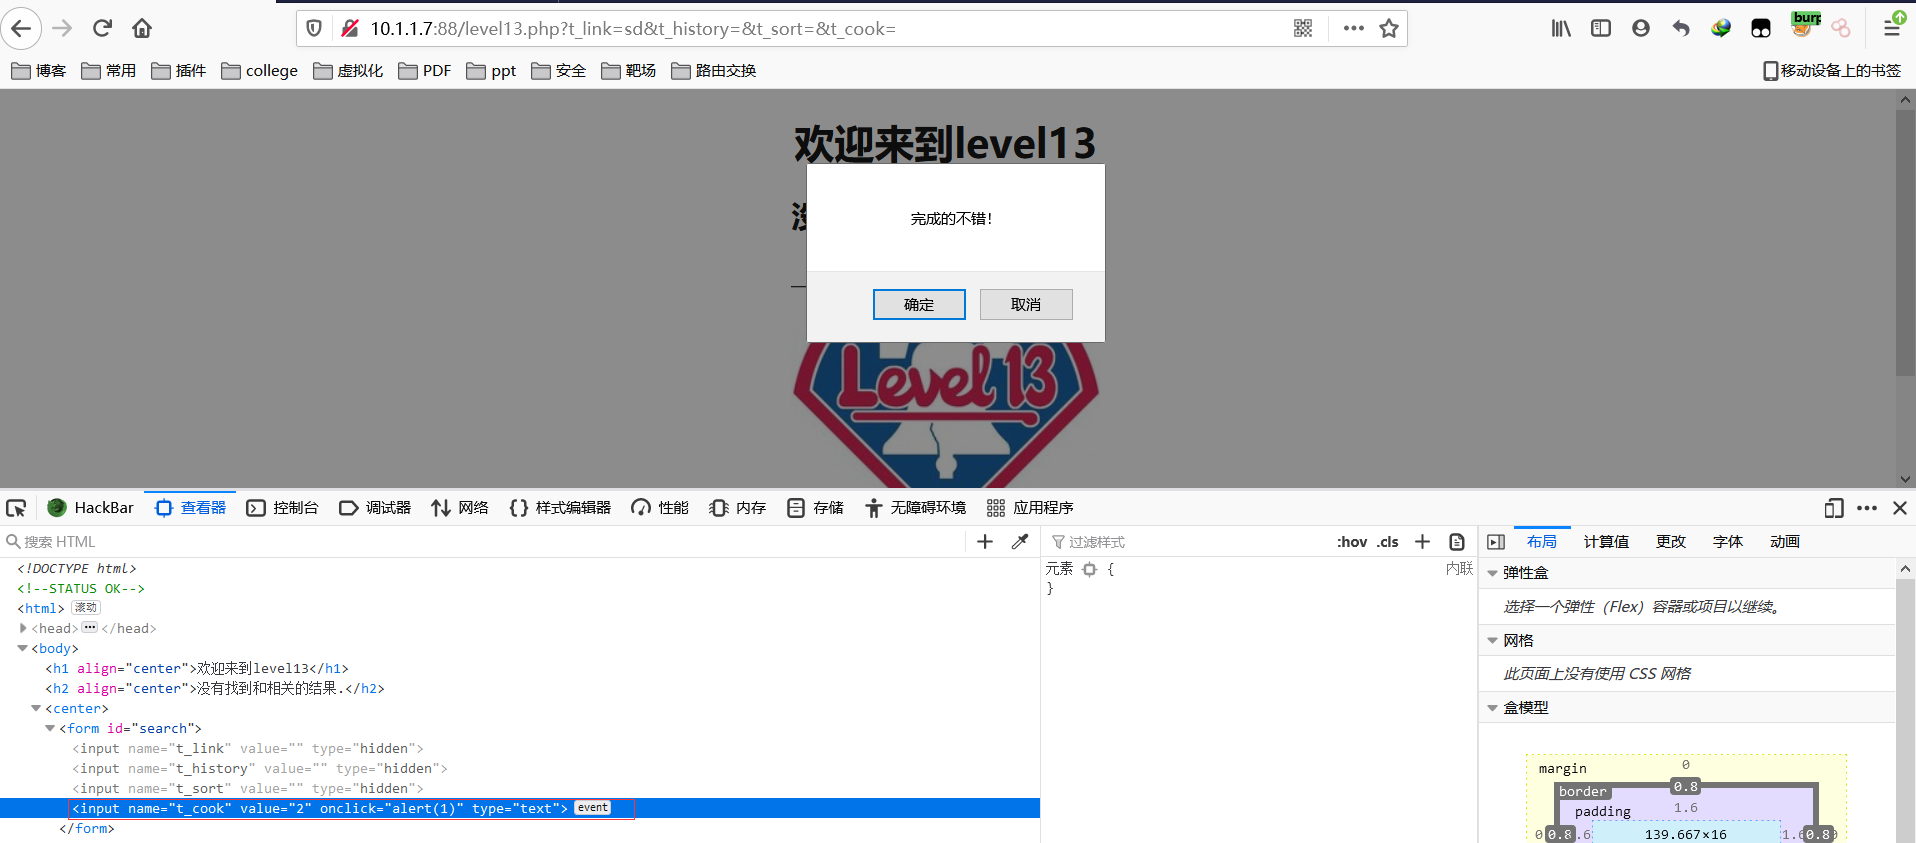 10.1.1.7:88/level13.php?t_link=sd&t_history=&t_sort=&t_cook=
burp
博客 常用 插件 college 虚拟化 PDF ppt 安全 靶场 路由交换 移动设备上的书签
欢迎来到level13
完成的不错！
确定 取消
Level 13
HackBar 查看器 控制台 调试器 网络 样式编辑器 性能 内存 存储 无障碍环境 应用程序
搜索 HTML
<!DOCTYPE html>
<!--STATUS OK-->
<html> 滚动
<head> ••• </head>
<body>
<h1 align="center">欢迎来到level13</h1>
<h2 align="center">没有找到和相关的结果.</h2>
<center>
<form id="search">
<input name="t_link" value="" type="hidden">
<input name="t_history" value="" type="hidden">
<input name="t_sort" value="" type="hidden">
<input name="t_cook" value="2" onclick="alert(1)" type="text"> event
</form>
过滤样式 :hov .cls
元素 { 内联
}
布局 计算值 更改 字体 动画
弹性盒
选择一个弹性（Flex）容器或项目以继续。
网格
此页面上没有使用 CSS 网格
盒模型
margin 0
border 0.8
padding 1.6
0 0.8 139.667×16 0.8